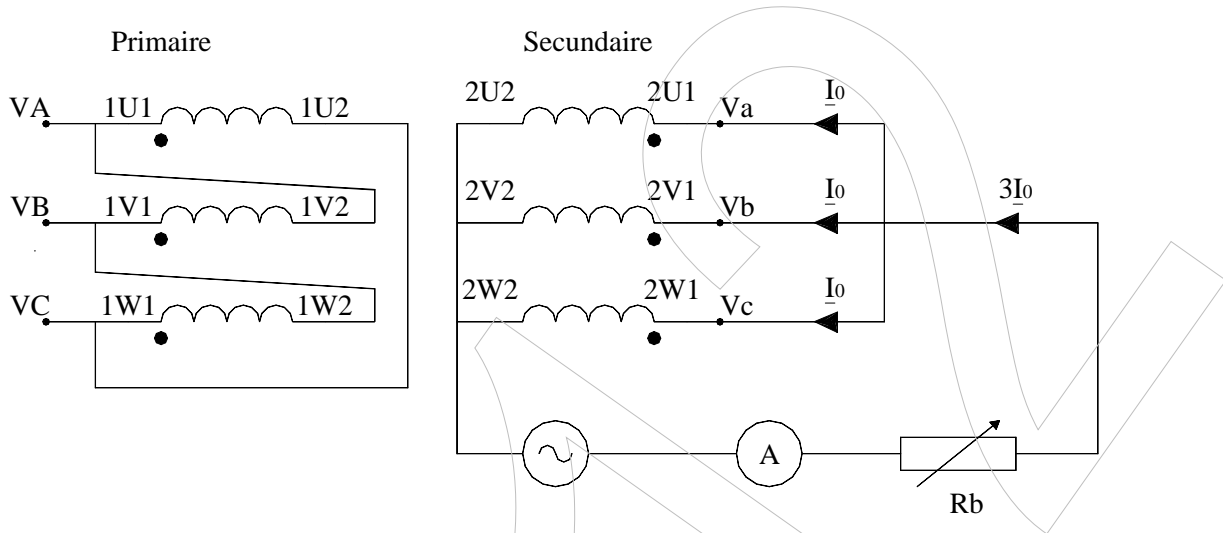 Primaire
Secundaire
VA 1U1 1U2
2U2 2U1 Va I0
VB 1V1 1V2
2V2 2V1 Vb I0 3I0
VC 1W1 1W2
2W2 2W1 Vc I0
A
Rb